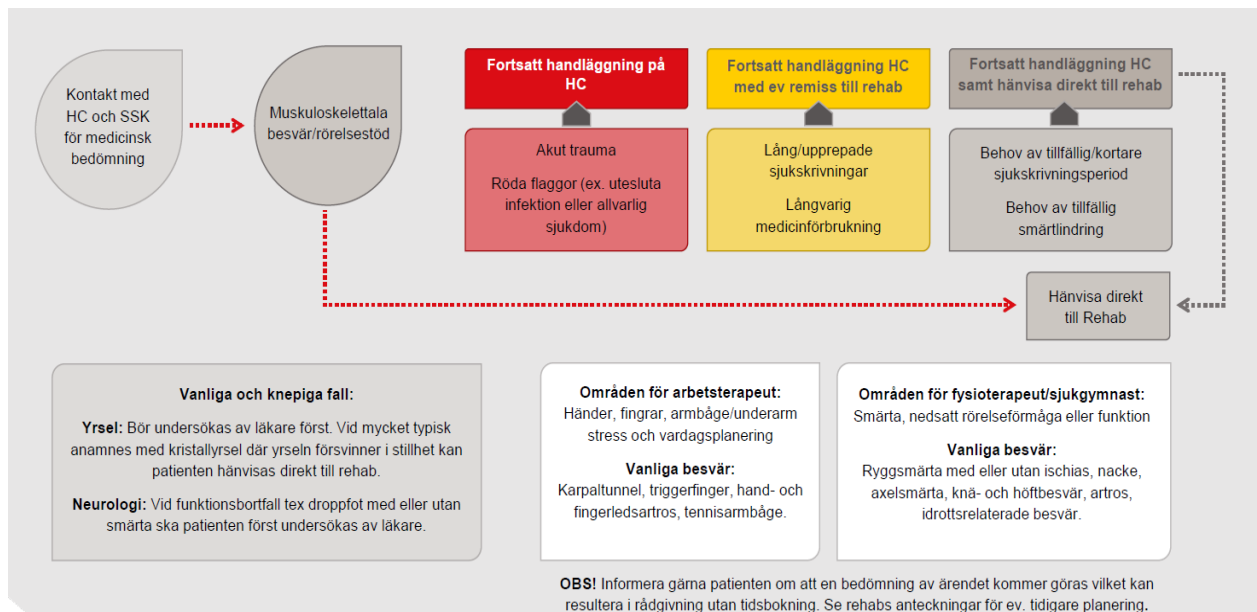 Kontakt med
HC och SSK
för medicinsk
bedömning
Muskuloskelettala
besvär/rörelsestöd
Fortsatt handläggning på
HC
Akut trauma
Röda flaggor (ex. utesluta
infektion eller allvarlig
sjukdom)
Fortsatt handläggning HC
med ev remiss till rehab
Lång/upprepade
sjukskrivningar
Långvarig
medicinförbrukning
Fortsatt handläggning HC
samt hänvisa direkt till rehab
Behov av tillfällig/kortare
sjukskrivningsperiod
Behov av tillfällig
smärtlindring
Hänvisa direkt
till Rehab
Vanliga och knepiga fall:
Yrsel: Bör undersökas av läkare först. Vid mycket typisk
anamnes med kristallyrsel där yrseln försvinner i stillhet kan
patienten hänvisas direkt till rehab.
Neurologi: Vid funktionsbortfall tex droppfot med eller utan
smärta ska patienten först undersökas av läkare.
Områden för arbetsterapeut:
Händer, fingrar, armbåge/underarm
stress och vardagsplanering
Vanliga besvär:
Karpaltunnel, triggerfinger, hand- och
fingerledsartros, tennisarmbåge.
Områden för fysioterapeut/sjukgymnast:
Smärta, nedsatt rörelseförmåga eller funktion
Vanliga besvär:
Ryggsmärta med eller utan ischias, nacke,
axelsmärta, knä- och höftbesvär, artros,
idrottsrelaterade besvär.
OBS! Informera gärna patienten om att en bedömning av ärendet kommer göras vilket kan
resultera i rådgivning utan tidsbokning. Se rehabs anteckningar för ev. tidigare planering.